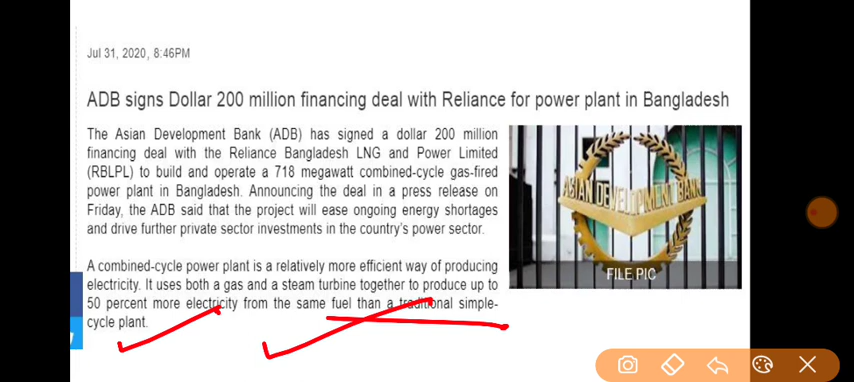 Jul 31, 2020, 8:46PM
ADB signs Dollar 200 million financing deal with Reliance for power plant in Bangladesh
The Asian Development Bank (ADB) has signed a dollar 200 million
financing deal with the Reliance Bangladesh LNG and Power Limited
(RBLPL) to build and operate a 718 megawatt combined-cycle gas-fired
power plant in Bangladesh. Announcing the deal in a press release on
Friday, the ADB said that the project will ease ongoing energy shortages
and drive further private sector investments in the country's power sector.
ASIAN DEVELOPMENT BANK
FILE PIC
A combined-cycle power plant is a relatively more efficient way of producing
electricity. It uses both a gas and a steam turbine together to produce up to
50 percent more electricity from the same fuel than a traditional simple-
cycle plant.